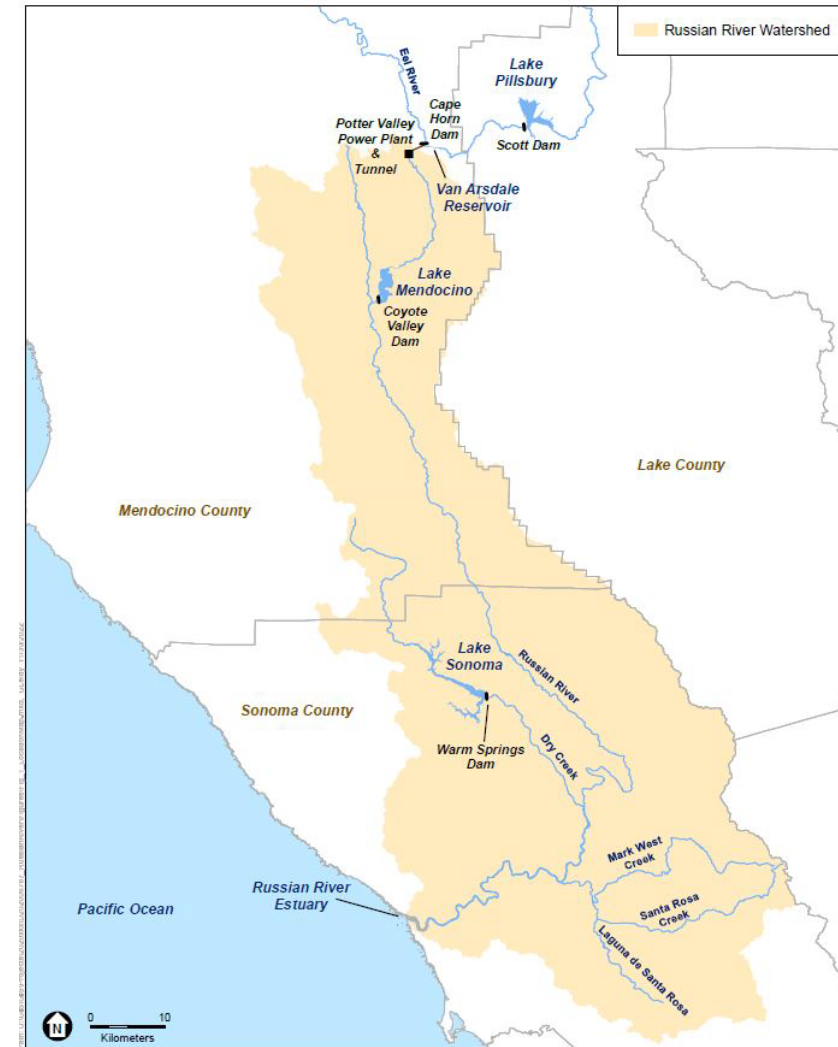 Russian River Watershed
Eel River
Lake
Pillsbury
Cape
Horn
Dam
Potter Valley
Power Plant
&
Tunnel
Scott Dam
Van Arsdale
Reservoir
Lake
Mendocino
Coyote
Valley
Dam
Lake County
Mendocino County
Lake
Sonoma
Russian River
Sonoma County
Warm Springs
Dam
Dry Creek
Mark West
Creek
Russian River
Estuary
Santa Rosa
Creek
Pacific Ocean
Laguna de Santa Rosa
N
0 10
Kilometers